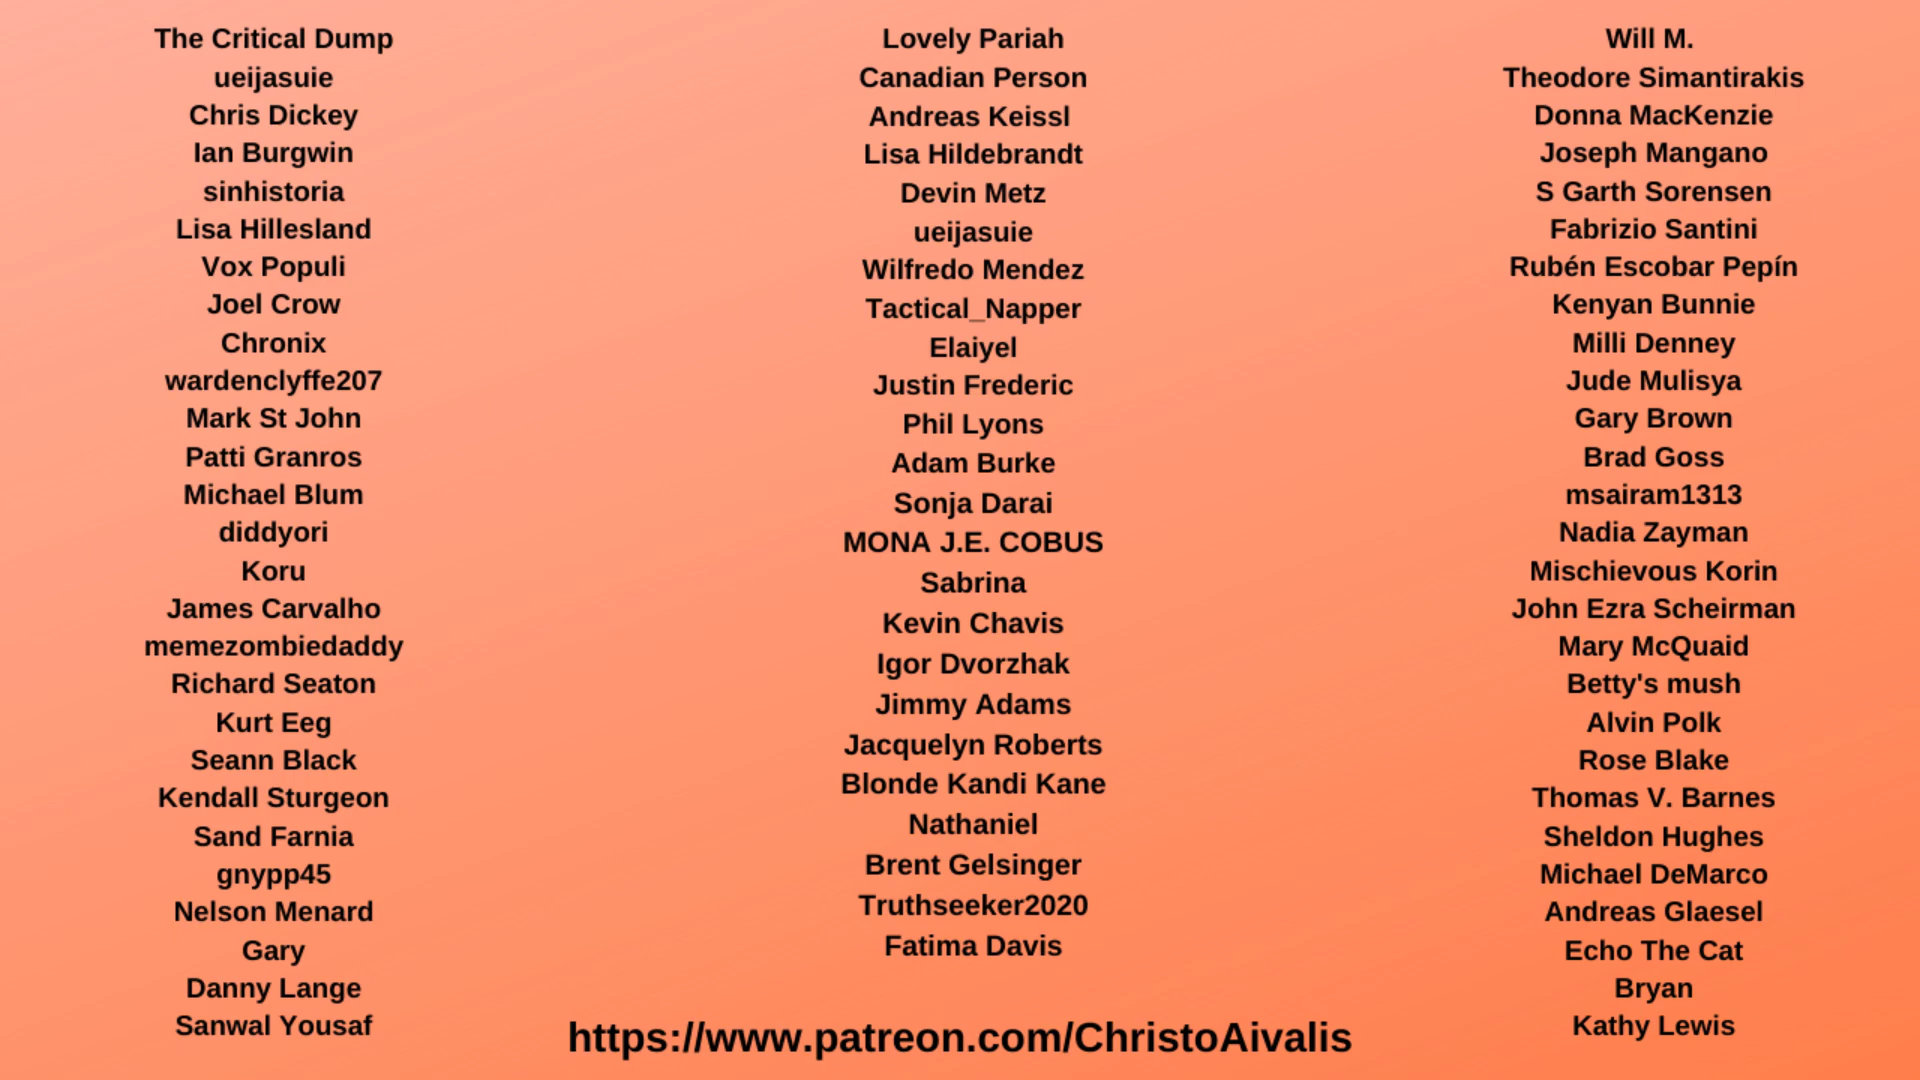 The Critical Dump
ueijasuie
Chris Dickey
Ian Burgwin
sinhistoria
Lisa Hillesland
Vox Populi
Joel Crow
Chronix
wardenclyffe207
Mark St John
Patti Granros
Michael Blum
diddyori
Koru
James Carvalho
memezombiedaddy
Richard Seaton
Kurt Eeg
Seann Black
Kendall Sturgeon
Sand Farnia
gnypp45
Nelson Menard
Gary
Danny Lange
Sanwal Yousaf
Lovely Pariah
Canadian Person
Andreas Keissl
Lisa Hildebrandt
Devin Metz
ueijasuie
Wilfredo Mendez
Tactical_Napper
Elaiyel
Justin Frederic
Phil Lyons
Adam Burke
Sonja Darai
MONA J.E. COBUS
Sabrina
Kevin Chavis
Igor Dvorzhak
Jimmy Adams
Jacquelyn Roberts
Blonde Kandi Kane
Nathaniel
Brent Gelsinger
Truthseeker2020
Fatima Davis
Will M.
Theodore Simantirakis
Donna MacKenzie
Joseph Mangano
S Garth Sorensen
Fabrizio Santini
Rubén Escobar Pepín
Kenyan Bunnie
Milli Denney
Jude Mulisya
Gary Brown
Brad Goss
msairam1313
Nadia Zayman
Mischievous Korin
John Ezra Scheirman
Mary McQuaid
Betty's mush
Alvin Polk
Rose Blake
Thomas V. Barnes
Sheldon Hughes
Michael DeMarco
Andreas Glaesel
Echo The Cat
Bryan
Kathy Lewis
https://www.patreon.com/ChristoAivalis